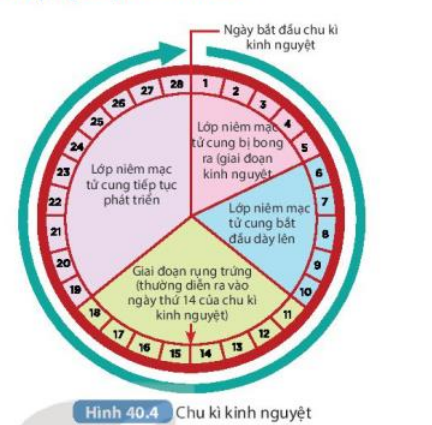 Ngày bắt đầu chu kì
kinh nguyệt
28
1
2
3
4
5
6
7
8
9
10
11
12
13
14
15
16
17
18
19
20
21
22
23
24
25
26
27
Lớp niêm mạc
tử cung bị bong
ra (giai đoạn
kinh nguyệt
Lớp niêm mạc
tử cung bắt
đầu dày lên
Giai đoạn rụng trứng
(thường diễn ra vào
ngày thứ 14 của chu kì
kinh nguyệt)
Lớp niêm mạc
tử cung tiếp tục
phát triển
Hình 40.4 Chu kì kinh nguyệt